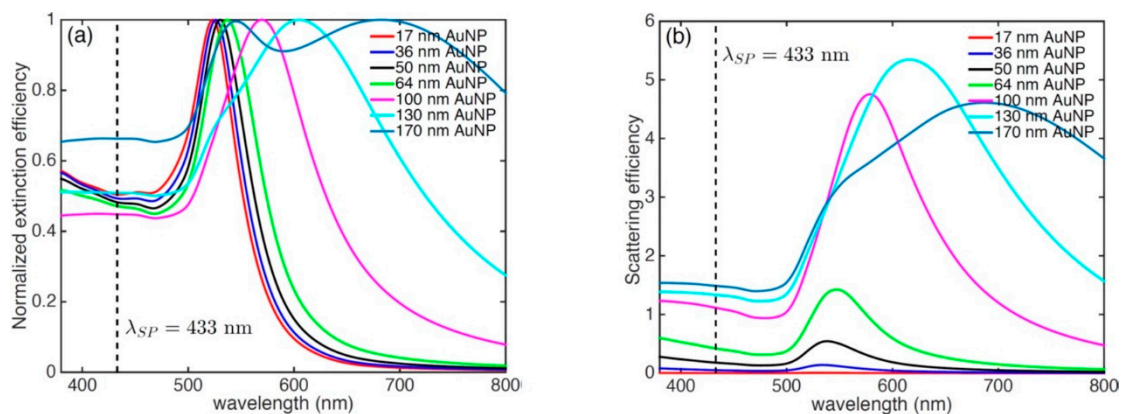 (a)
17 nm AuNP
36 nm AuNP
50 nm AuNP
64 nm AuNP
100 nm AuNP
130 nm AuNP
170 nm AuNP
λSP = 433 nm
Normalized extinction efficiency
0
0.2
0.4
0.6
0.8
1
400
500
600
700
800
wavelength (nm)
(b)
λSP = 433 nm
17 nm AuNP
36 nm AuNP
50 nm AuNP
64 nm AuNP
100 nm AuNP
130 nm AuNP
170 nm AuNP
Scattering efficiency
0
1
2
3
4
5
6
400
500
600
700
800
wavelength (nm)